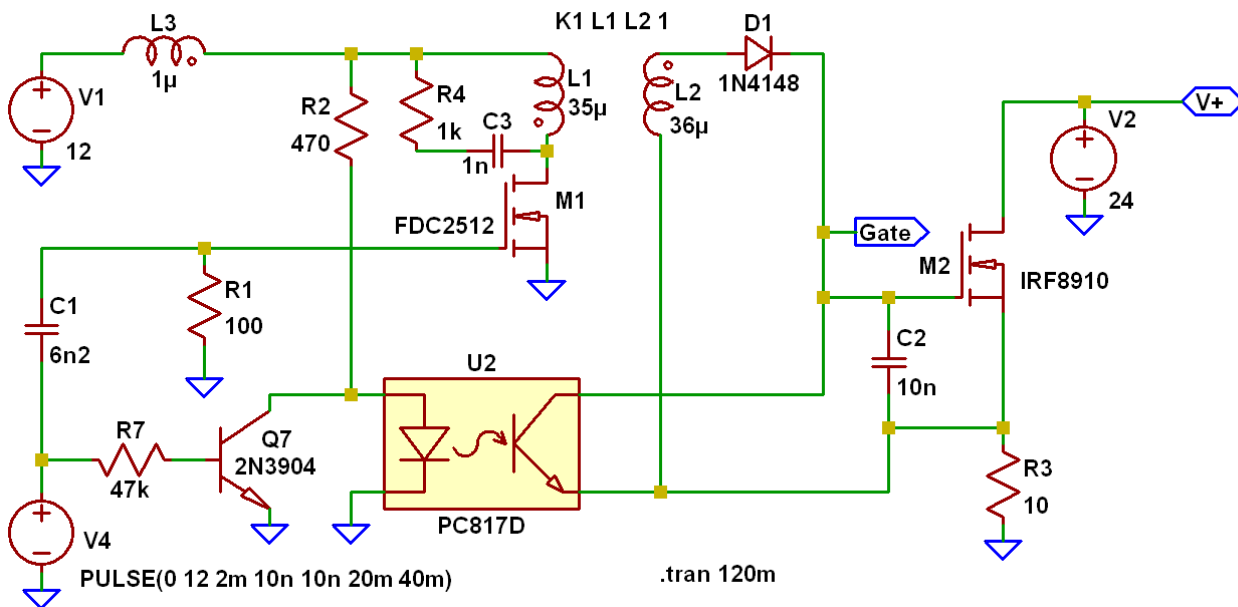 K1 L1 L2 1
L3
1µ
V1
12
R2
470
R4
1k
C3
1n
L1
35µ
L2
36µ
D1
1N4148
V+
V2
24
M1
FDC2512
Gate
M2
IRF8910
R1
100
C1
6n2
C2
10n
U2
PC817D
R7
47k
Q7
2N3904
R3
10
V4
PULSE(0 12 2m 10n 10n 20m 40m)
.tran 120m